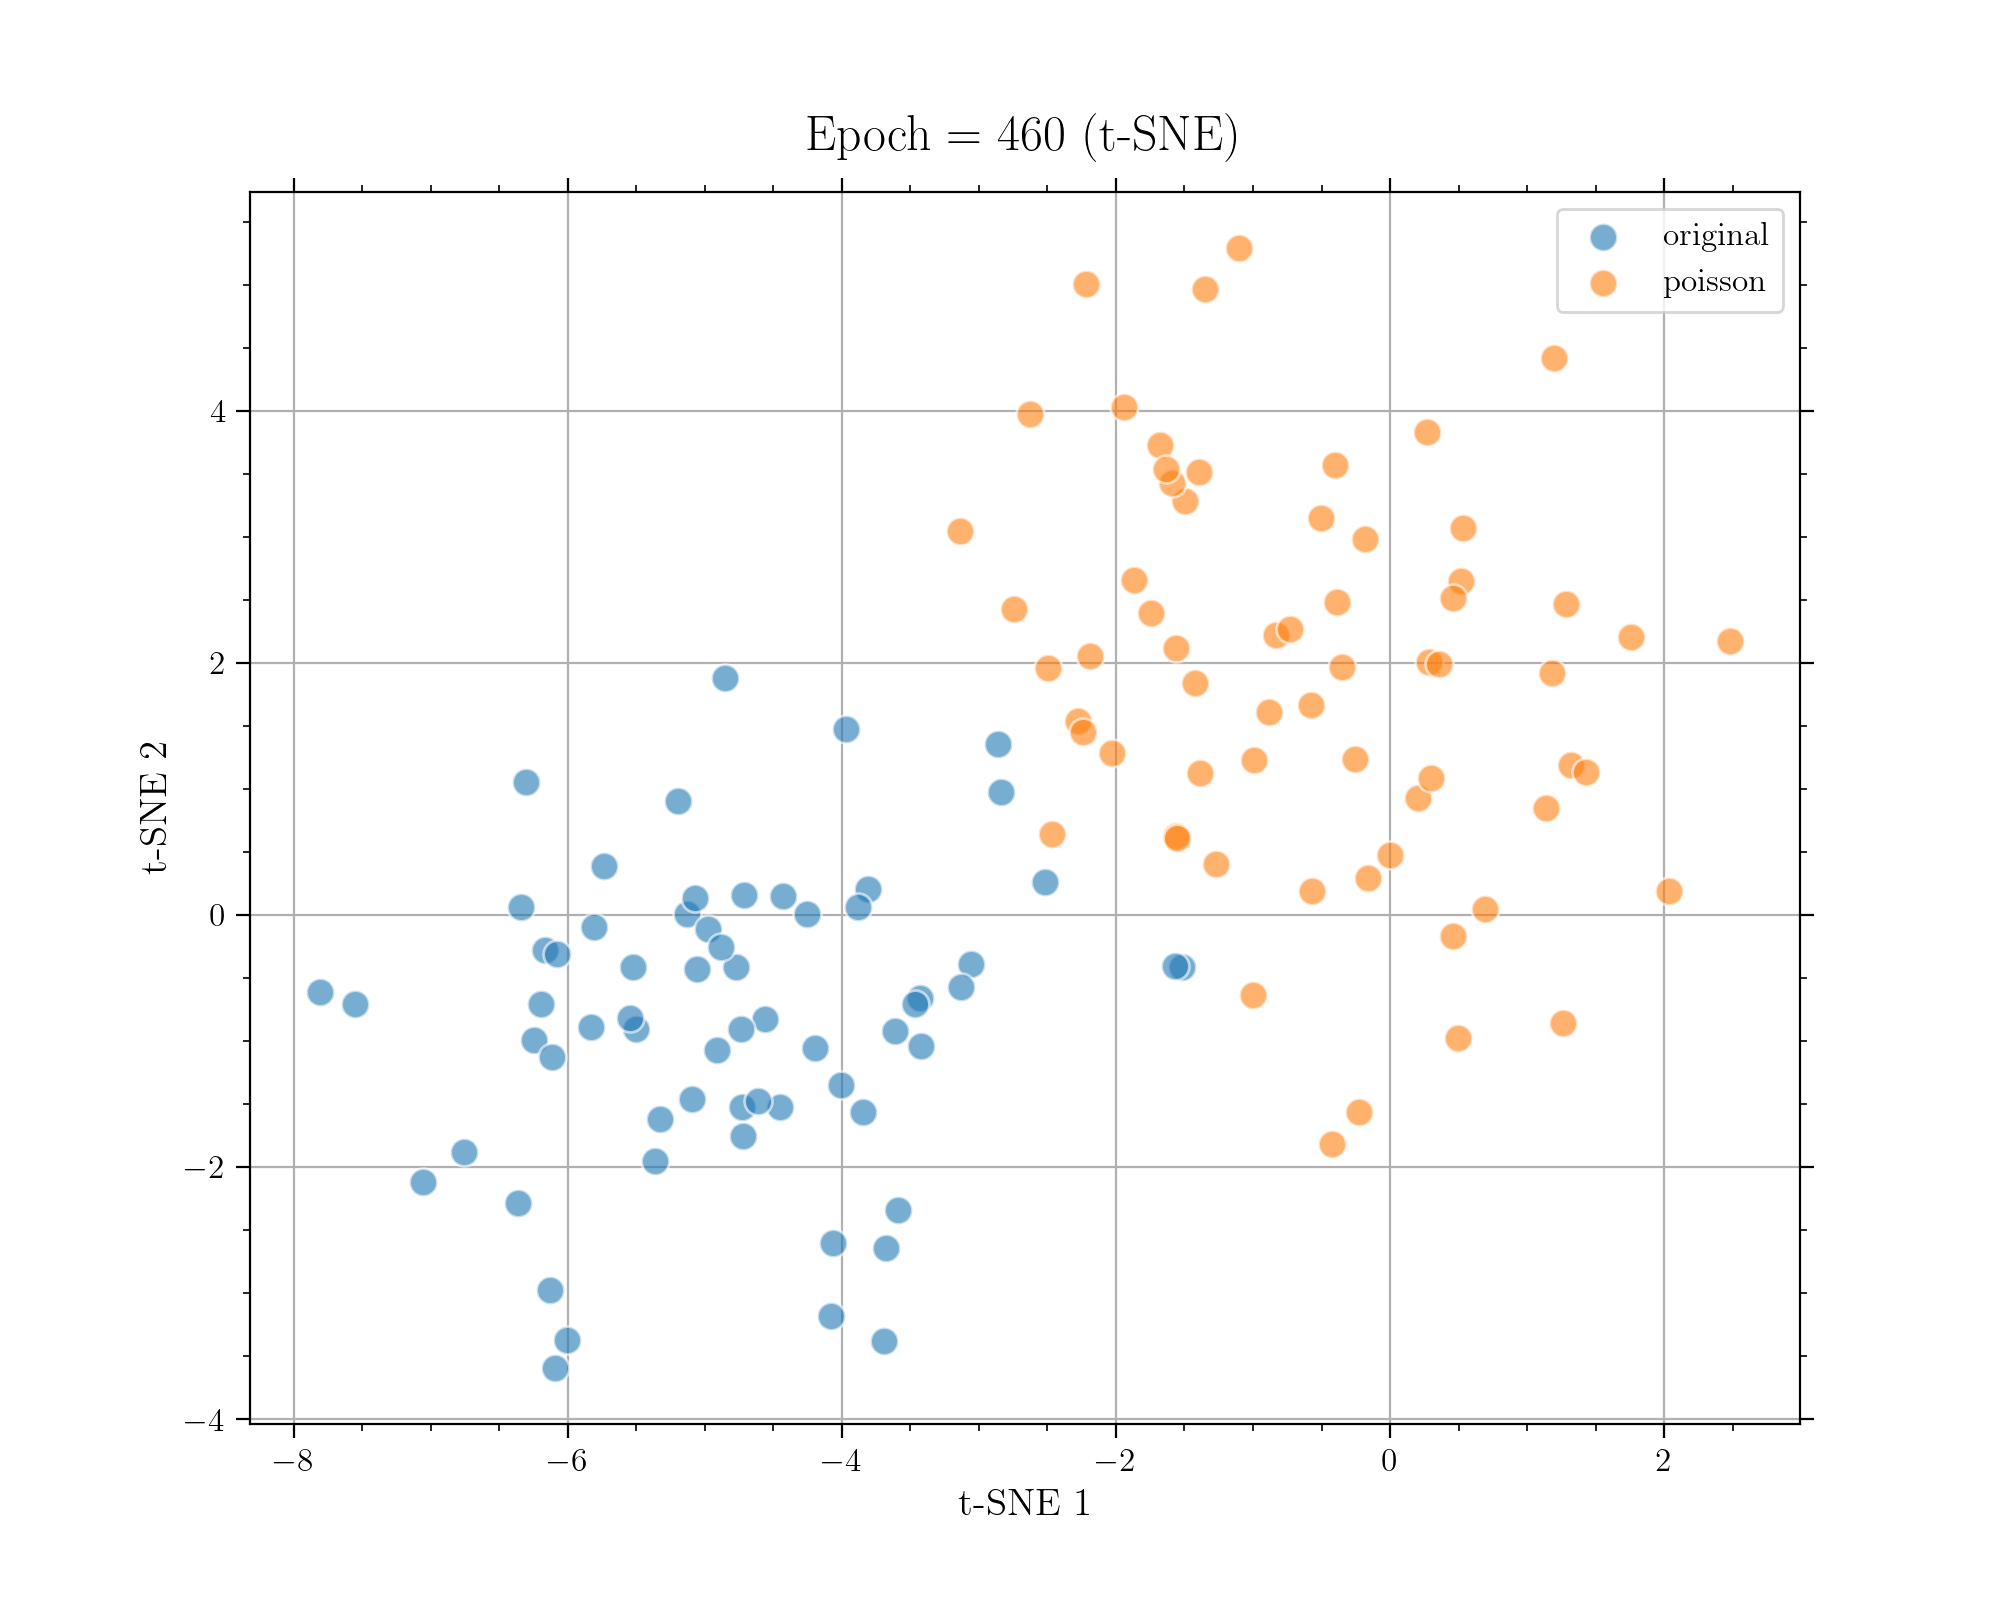 Epoch = 460 (t-SNE)
original
poisson
4
2
0
−2
−4
t-SNE 2
−8
−6
−4
−2
0
2
t-SNE 1